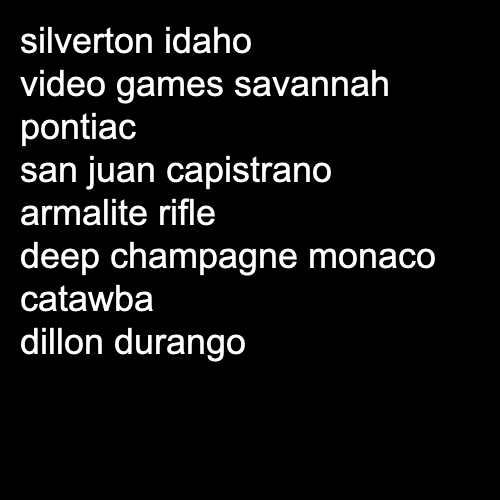 silverton idaho
video games savannah
pontiac
san juan capistrano
armalite rifle
deep champagne monaco
catawba
dillon durango